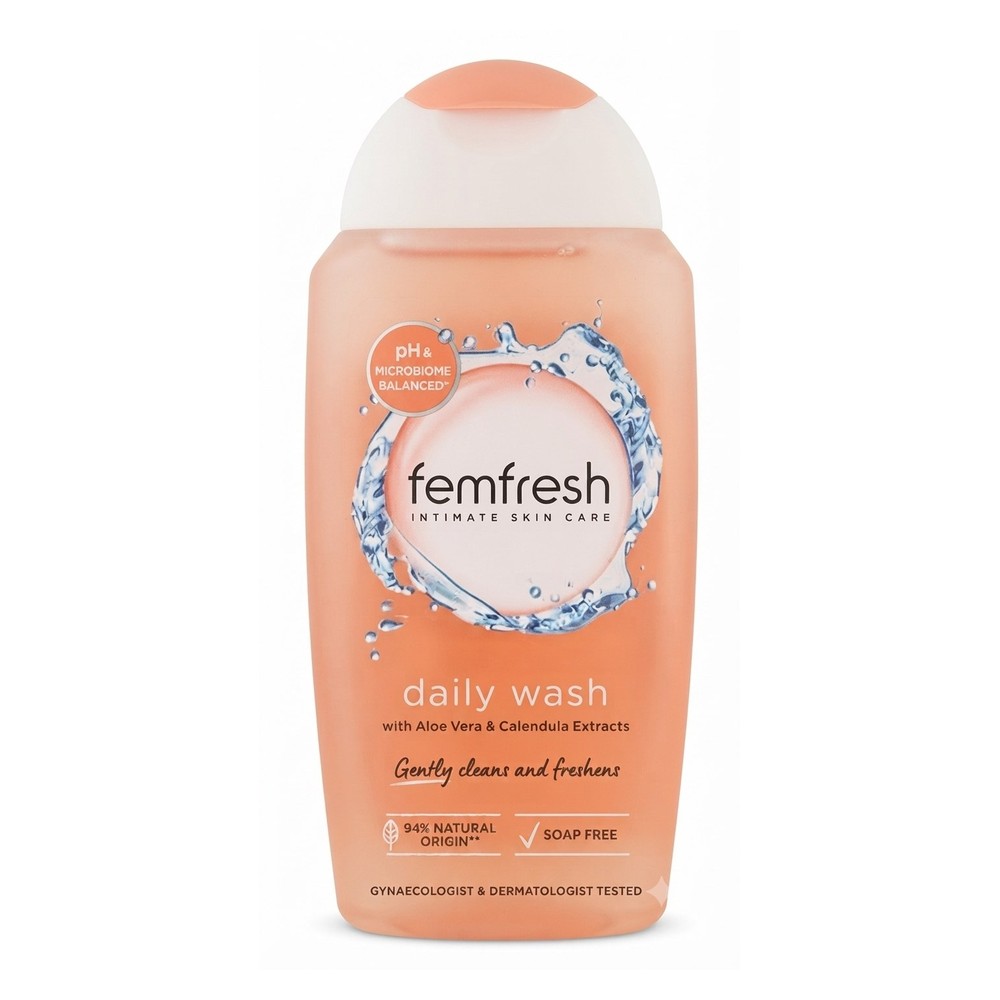 pH &
MICROBIOME
BALANCED™
femfresh
INTIMATE SKIN CARE
daily wash
with Aloe Vera & Calendula Extracts
Gently cleans and freshens
94% NATURAL
ORIGIN**
SOAP FREE
GYNAECOLOGIST & DERMATOLOGIST TESTED